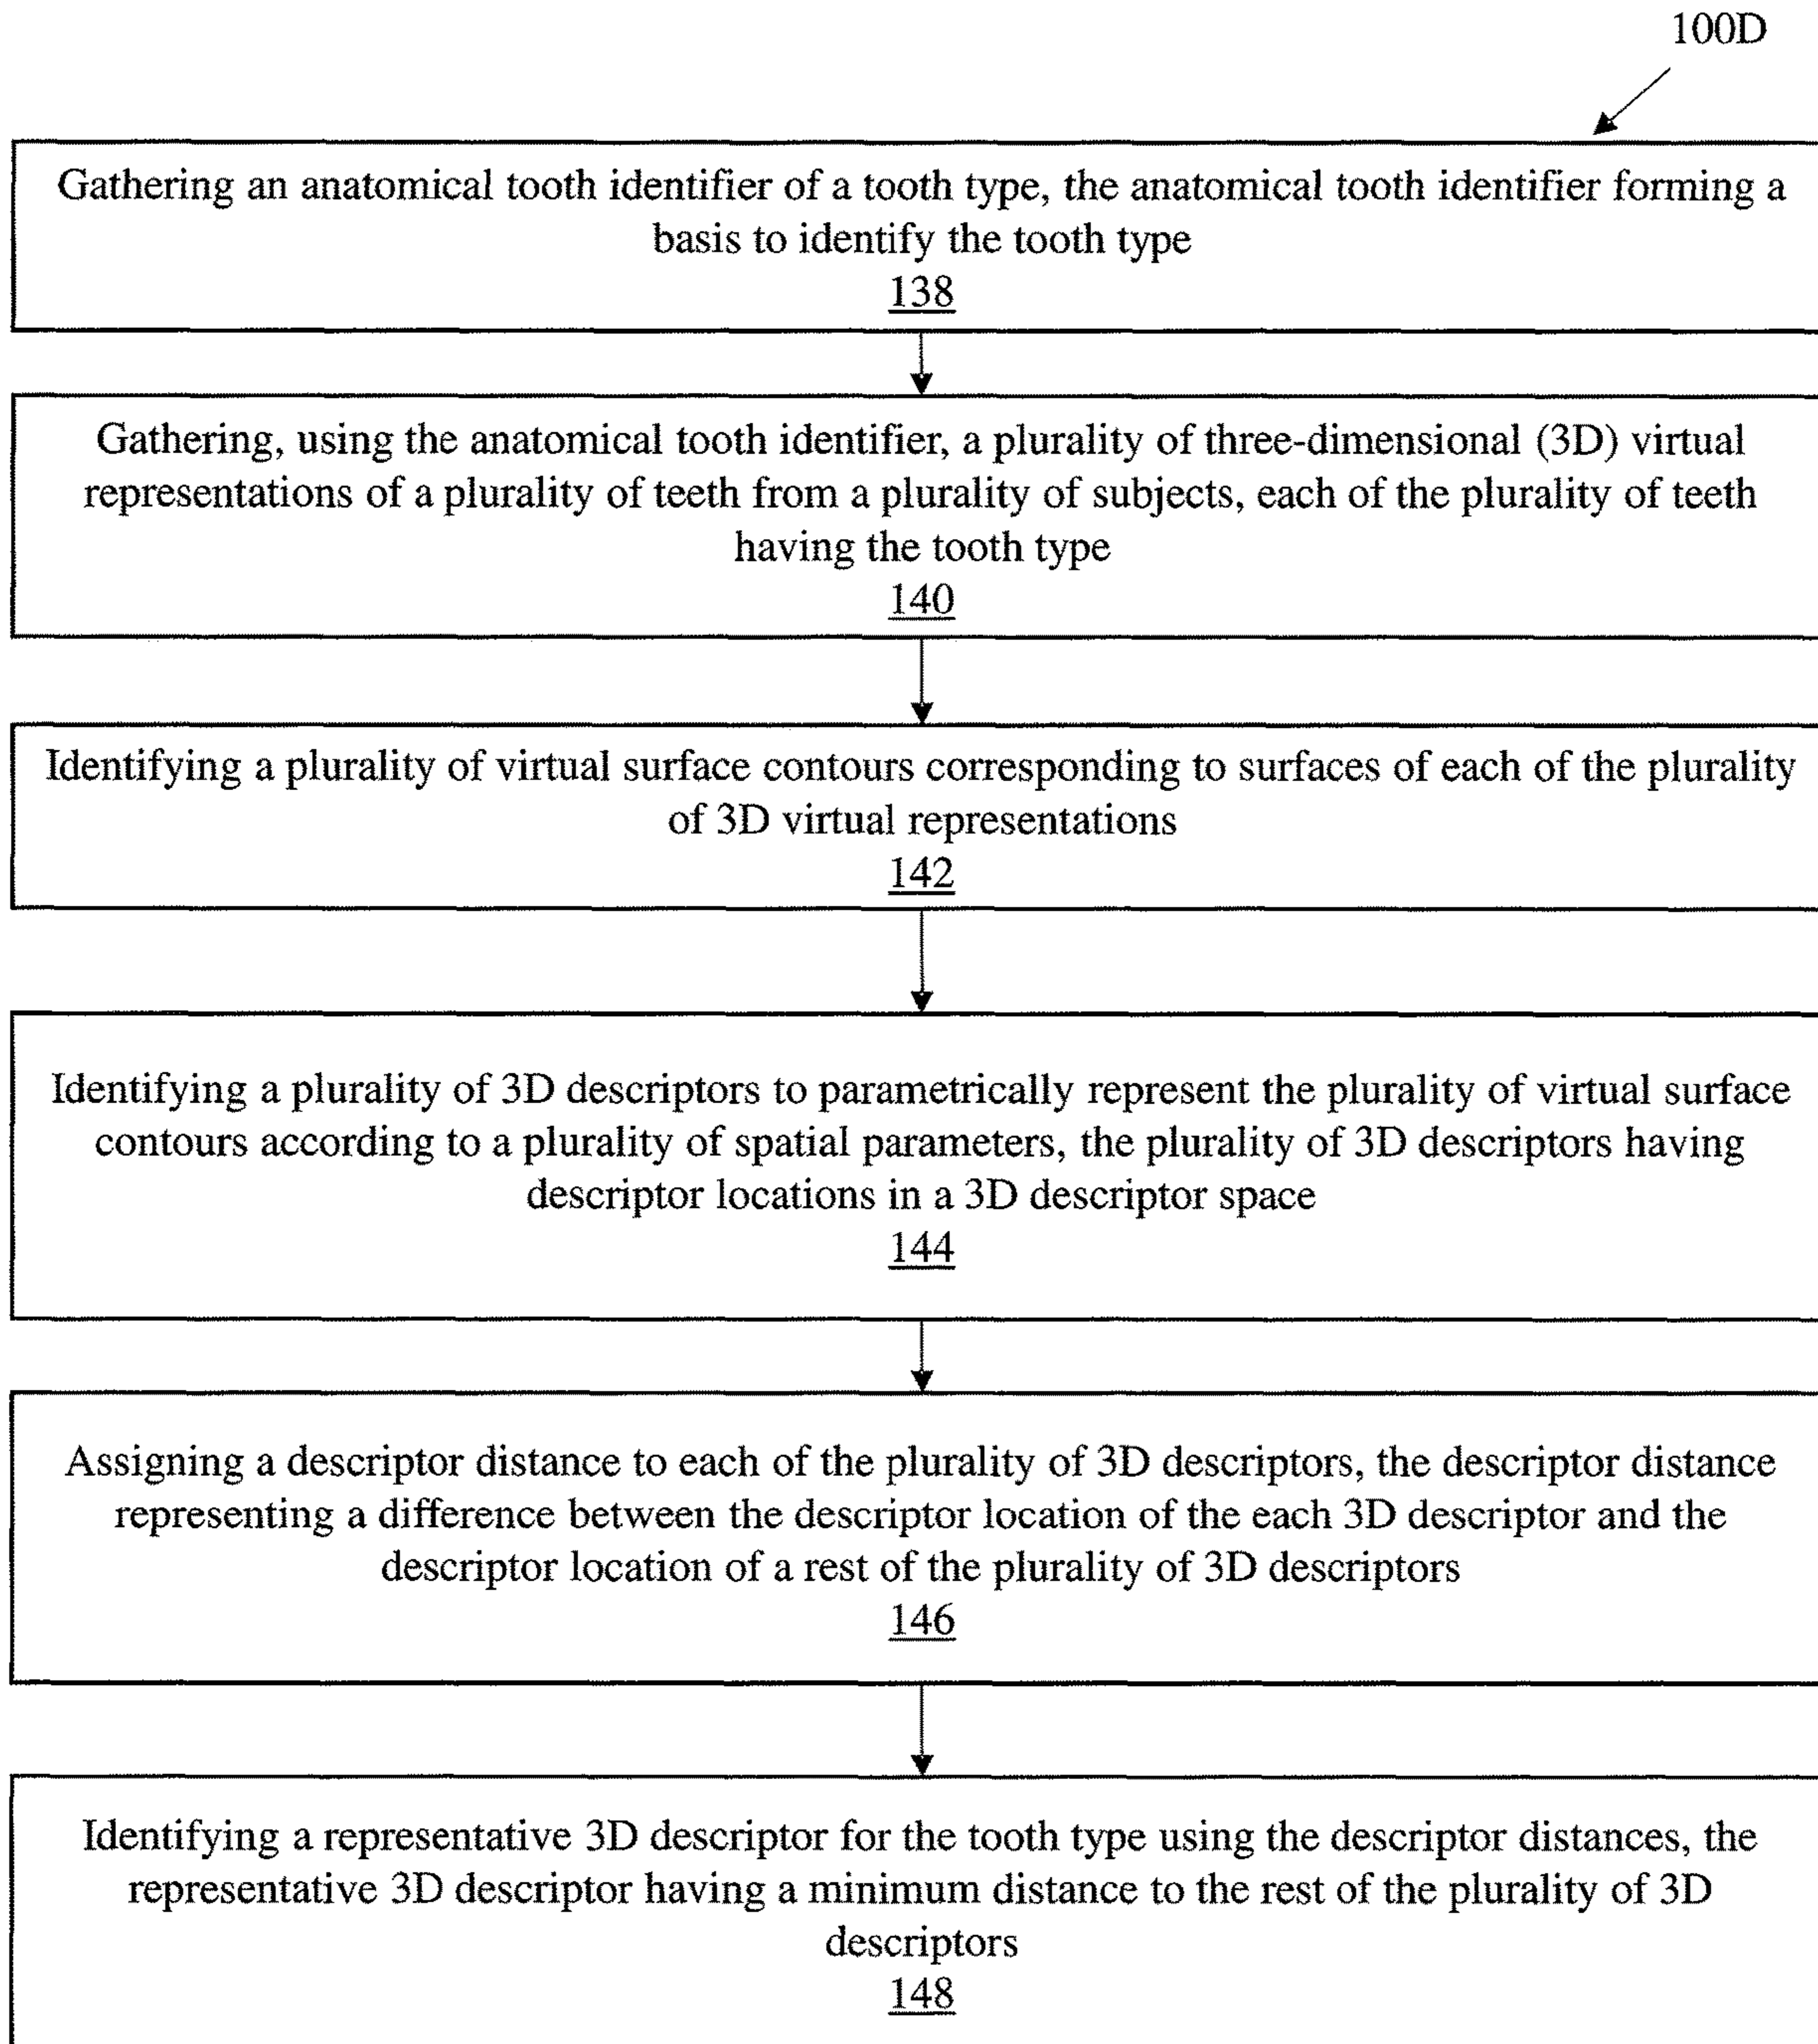 100D
Gathering an anatomical tooth identifier of a tooth type, the anatomical tooth identifier forming a
basis to identify the tooth type
138
Gathering, using the anatomical tooth identifier, a plurality of three-dimensional (3D) virtual
representations of a plurality of teeth from a plurality of subjects, each of the plurality of teeth
having the tooth type
140
Identifying a plurality of virtual surface contours corresponding to surfaces of each of the plurality
of 3D virtual representations
142
Identifying a plurality of 3D descriptors to parametrically represent the plurality of virtual surface
contours according to a plurality of spatial parameters, the plurality of 3D descriptors having
descriptor locations in a 3D descriptor space
144
Assigning a descriptor distance to each of the plurality of 3D descriptors, the descriptor distance
representing a difference between the descriptor location of the each 3D descriptor and the
descriptor location of a rest of the plurality of 3D descriptors
146
Identifying a representative 3D descriptor for the tooth type using the descriptor distances, the
representative 3D descriptor having a minimum distance to the rest of the plurality of 3D
descriptors
148